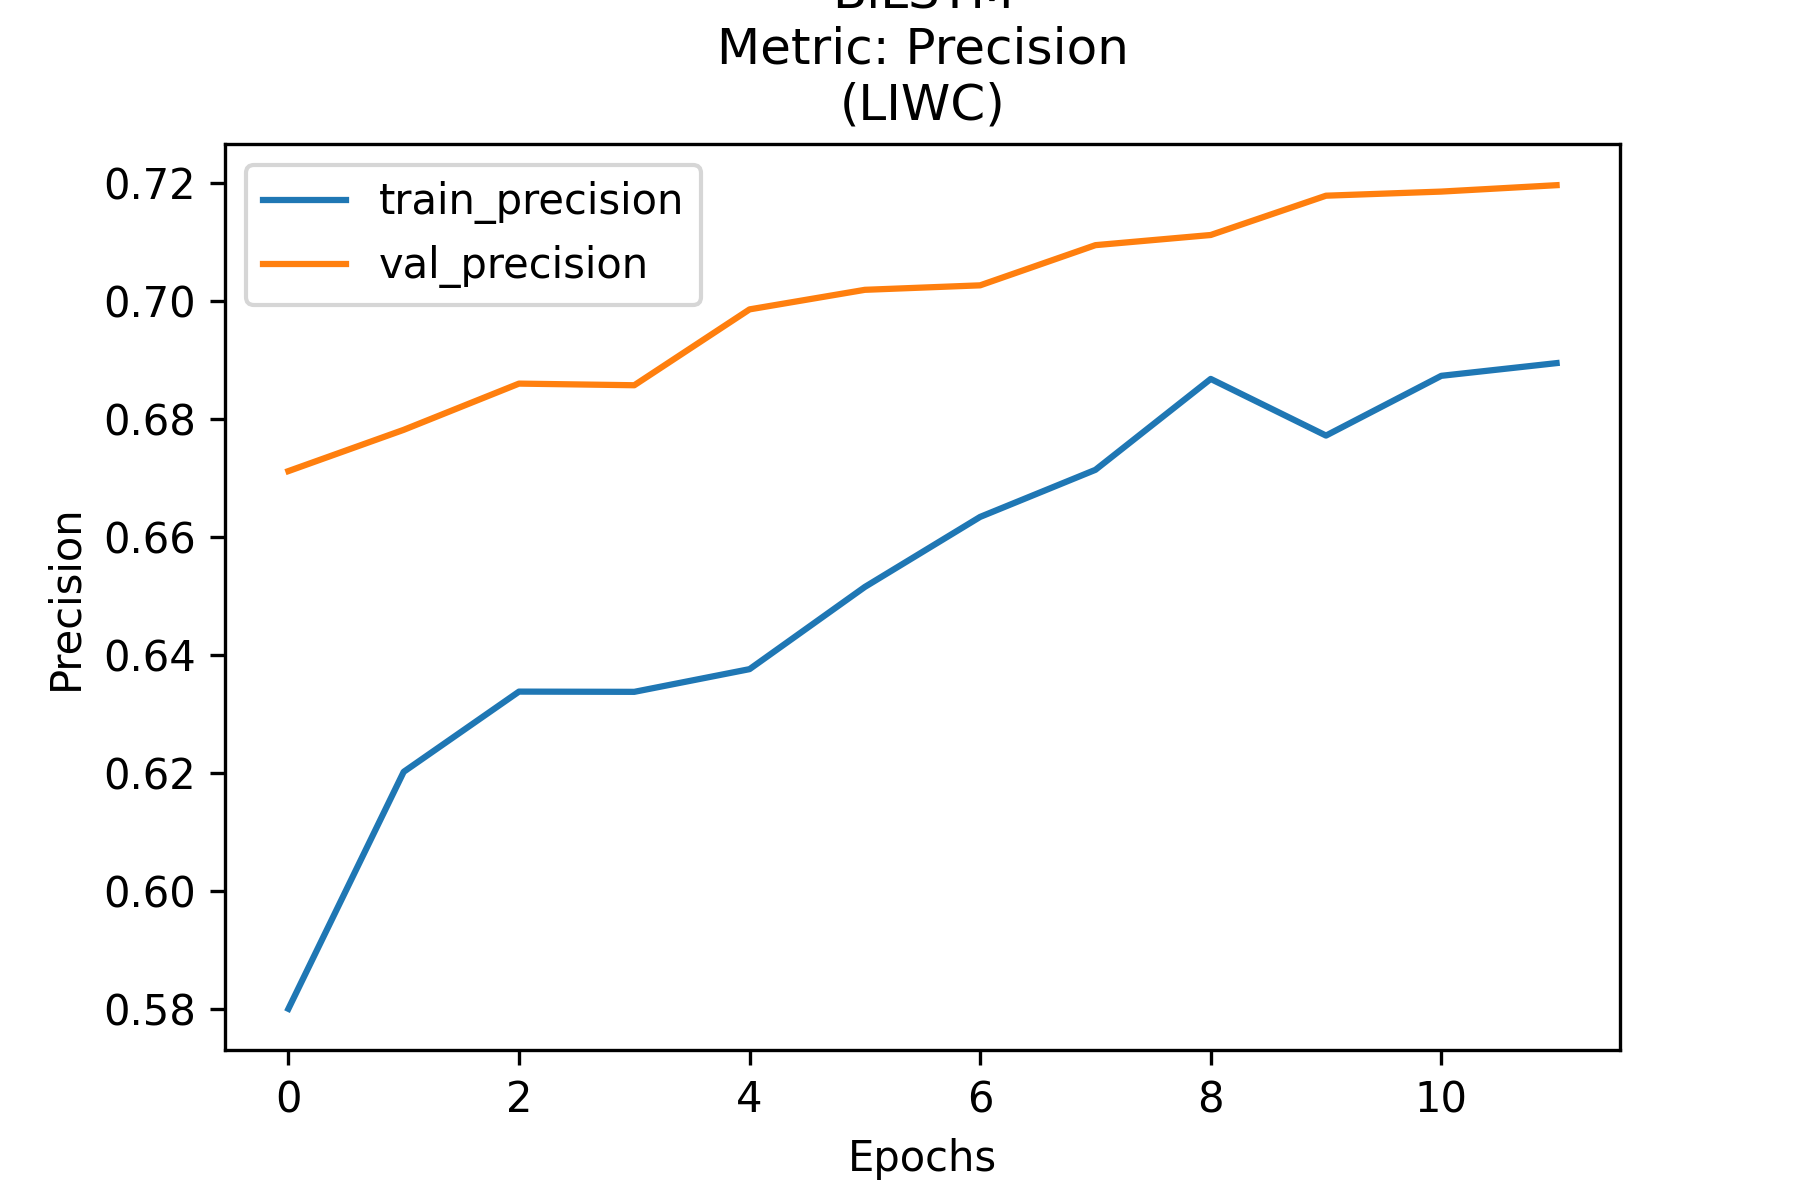 BiLSTM
Metric: Precision
(LIWC)
train_precision
val_precision
0.72
0.70
0.68
0.66
0.64
0.62
0.60
0.58
Precision
0 2 4 6 8 10
Epochs